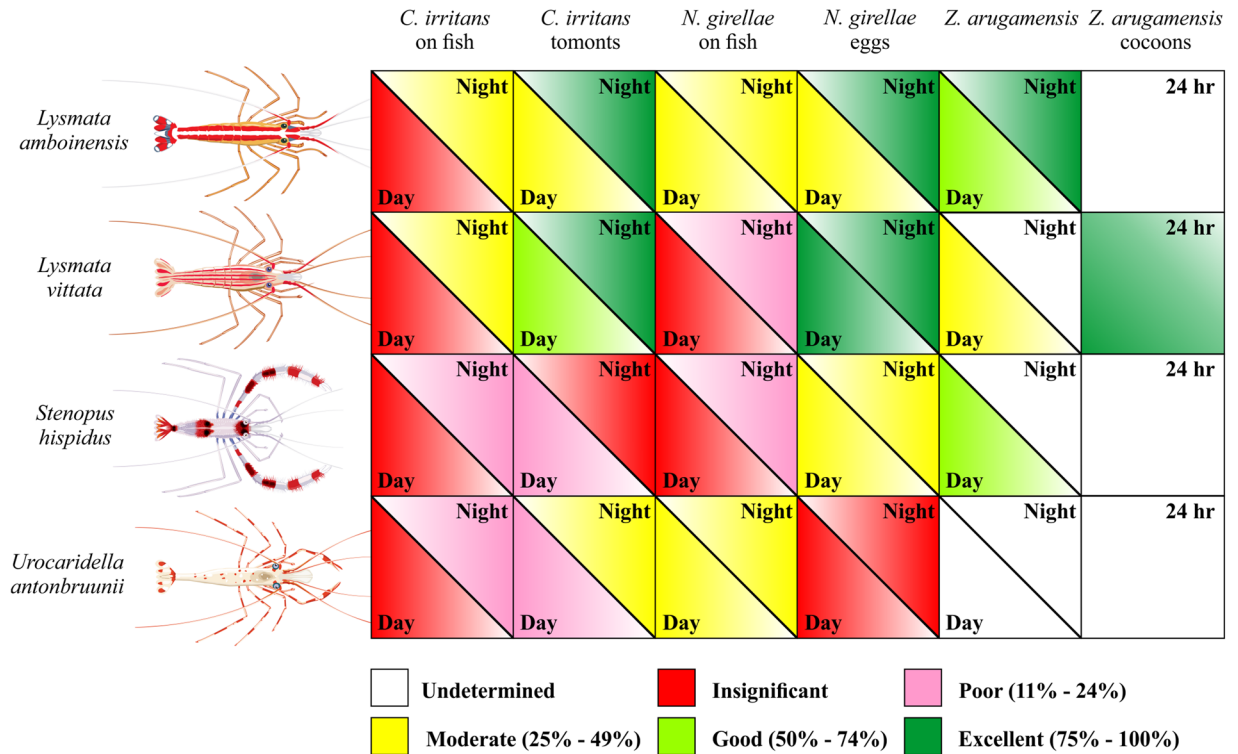 C. irritans on fish
C. irritans tomonts
N. girellae on fish
N. girellae eggs
Z. arugamensis
Z. arugamensis cocoons
Lysmata amboinensis
Night
Night
Night
Night
Night
24 hr
Day
Day
Day
Day
Day
Lysmata vittata
Night
Night
Night
Night
Night
24 hr
Day
Day
Day
Day
Day
Stenopus hispidus
Night
Night
Night
Night
Night
24 hr
Day
Day
Day
Day
Day
Urocaridella antonbruunii
Night
Night
Night
Night
Night
24 hr
Day
Day
Day
Day
Day
Undetermined
Insignificant
Poor (11% - 24%)
Moderate (25% - 49%)
Good (50% - 74%)
Excellent (75% - 100%)